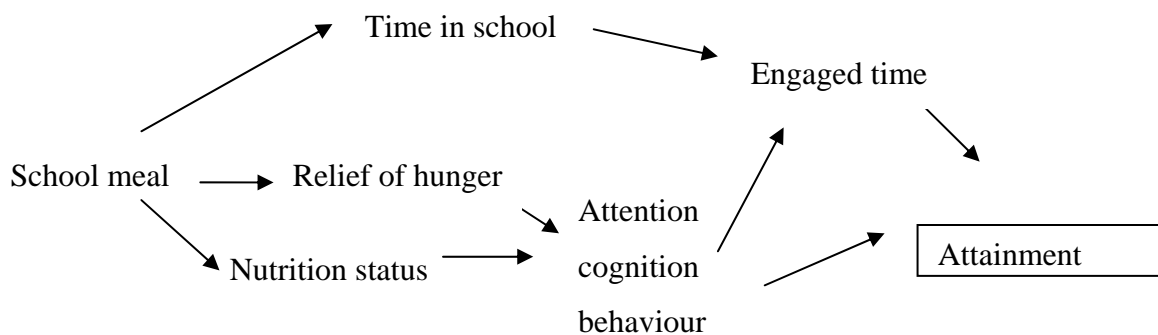 Time in school
Engaged time
School meal
Relief of hunger
Nutrition status
Attention
cognition
behaviour
Attainment